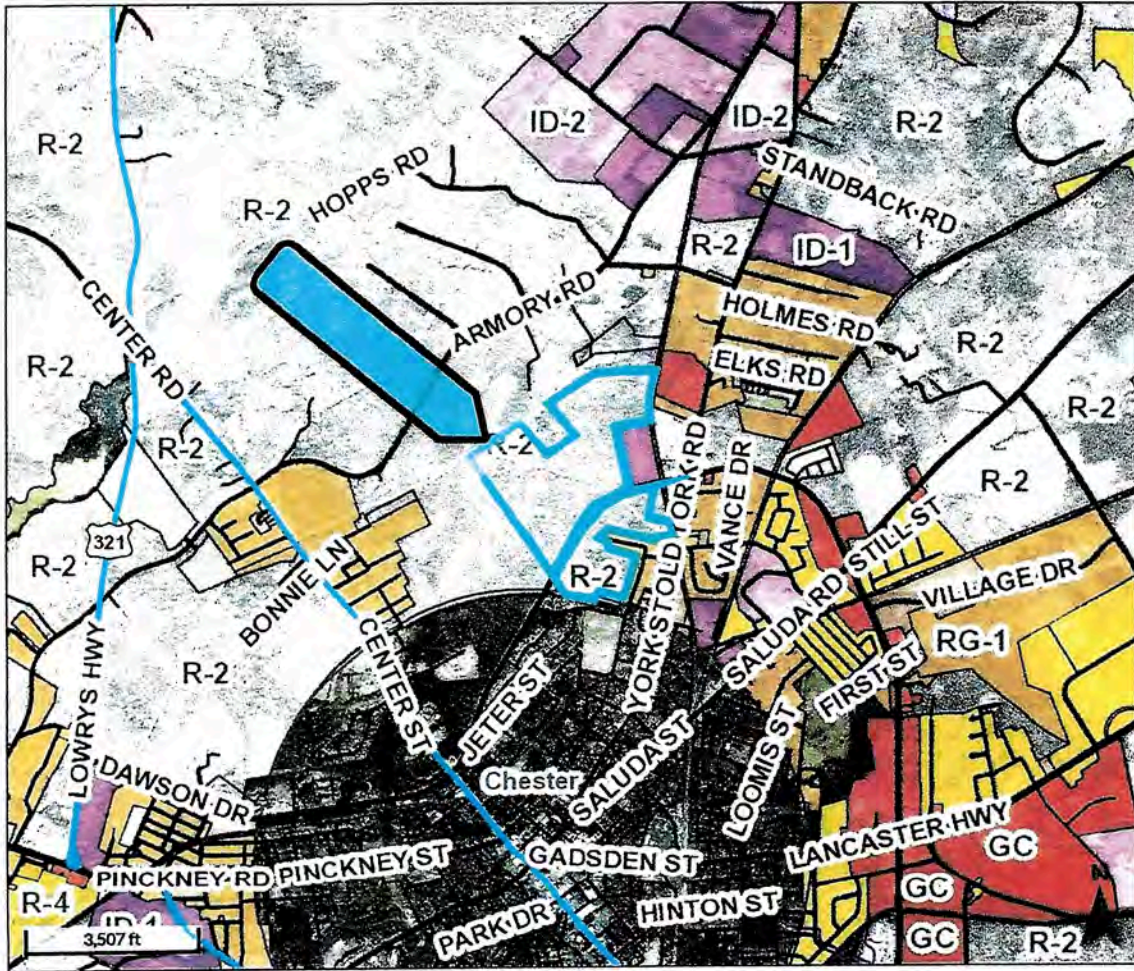 ID-2
ID-2
R-2
R-2
STANDBACK RD
HOPPS RD
R-2
R-2
ID-1
CENTER RD
ARMORY RD
HOLMES RD
R-2
R-2
ELKS RD
R-2
R-2
R-2
R-2
YORK ST
OLD YORK RD
VANCE DR
321
R-2
R-2
STILL ST
SALUDA RD
VILLAGE DR
BONNIE LN
RG-1
R-2
FIRST ST
LOWRYS HWY
CENTER ST
JETER ST
Chester
SALUDA ST
LOOMIS ST
DAWSON DR
LANCASTER HWY
GC
GADSDEN ST
PINCKNEY RD
PINCKNEY ST
R-4
HINTON ST
GC
N
PARK DR
3,507 ft
GC
R-2